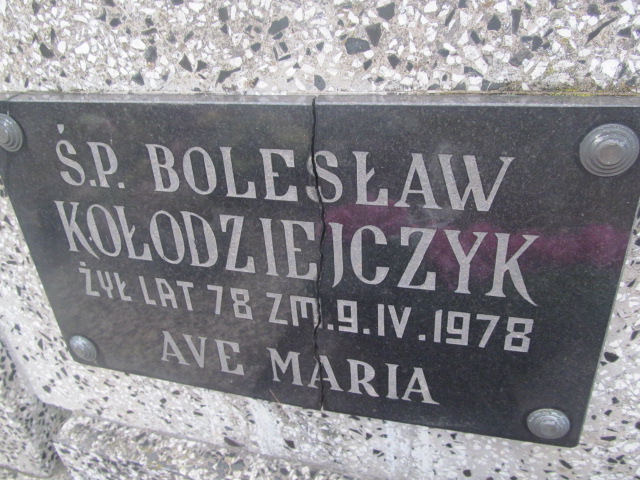 Ś.P. BOLESŁAW
KOŁODZIEJCZYK
ŻYŁ LAT 78 ZM.9.IV.1978
AVE MARIA